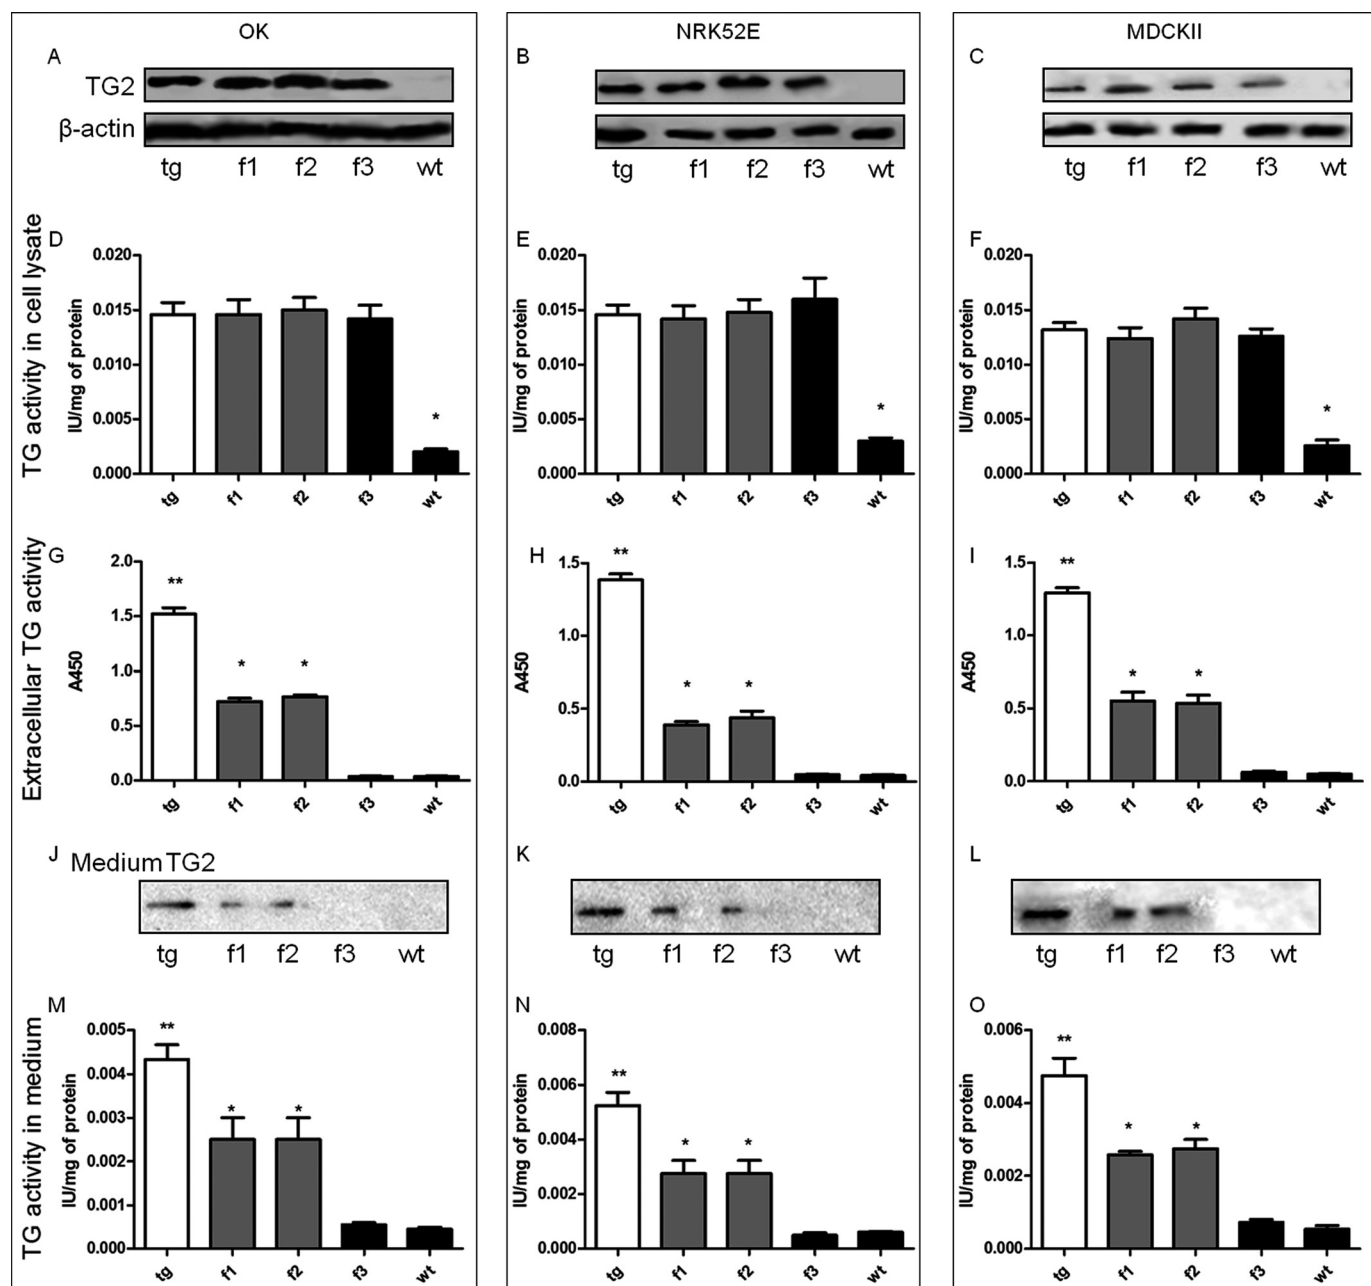 OK
NRK52E
MDCKII
A
B
C
TG2
β-actin
tg f1 f2 f3 wt
tg f1 f2 f3 wt
tg f1 f2 f3 wt
TG activity in cell lysate
D
IU/mg of protein
0.020
0.015
0.010
0.005
0.000
*
tg f1 f2 f3 wt
E
IU/mg of protein
0.020
0.015
0.010
0.005
0.000
*
tg f1 f2 f3 wt
F
IU/mg of protein
0.020
0.015
0.010
0.005
0.000
*
tg f1 f2 f3 wt
Extracellular TG activity
G
A450
2.0
1.5
1.0
0.5
0.0
** * *
tg f1 f2 f3 wt
H
A450
1.5
1.0
0.5
0.0
** * *
tg f1 f2 f3 wt
I
A450
1.5
1.0
0.5
0.0
** * *
tg f1 f2 f3 wt
J Medium TG2
tg f1 f2 f3 wt
K
tg f1 f2 f3 wt
L
tg f1 f2 f3 wt
TG activity in medium
M
IU/mg of protein
0.005
0.004
0.003
0.002
0.001
0.000
** * *
tg f1 f2 f3 wt
N
IU/mg of protein
0.008
0.006
0.004
0.002
0.000
** * *
tg f1 f2 f3 wt
O
IU/mg of protein
0.006
0.004
0.002
0.000
** * *
tg f1 f2 f3 wt